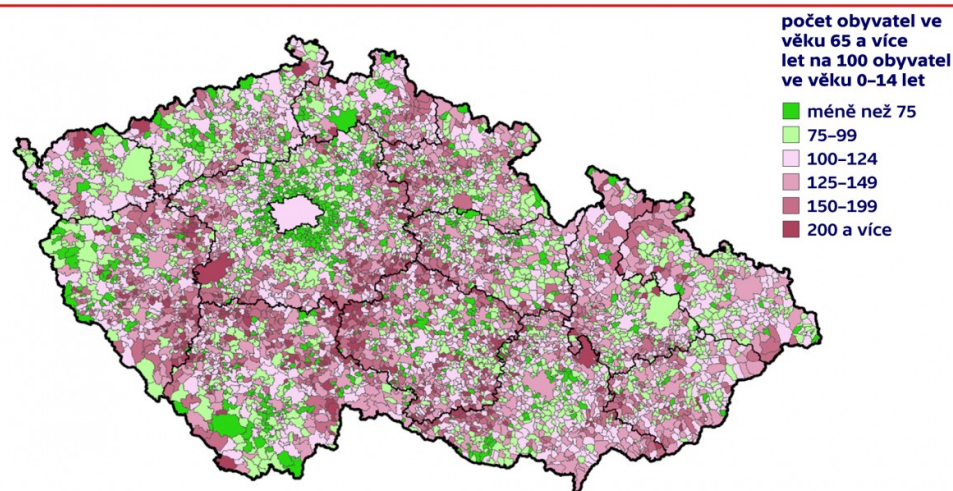 počet obyvatel ve
věku 65 a více
let na 100 obyvatel
ve věku 0–14 let
méně než 75
75–99
100–124
125–149
150–199
200 a více